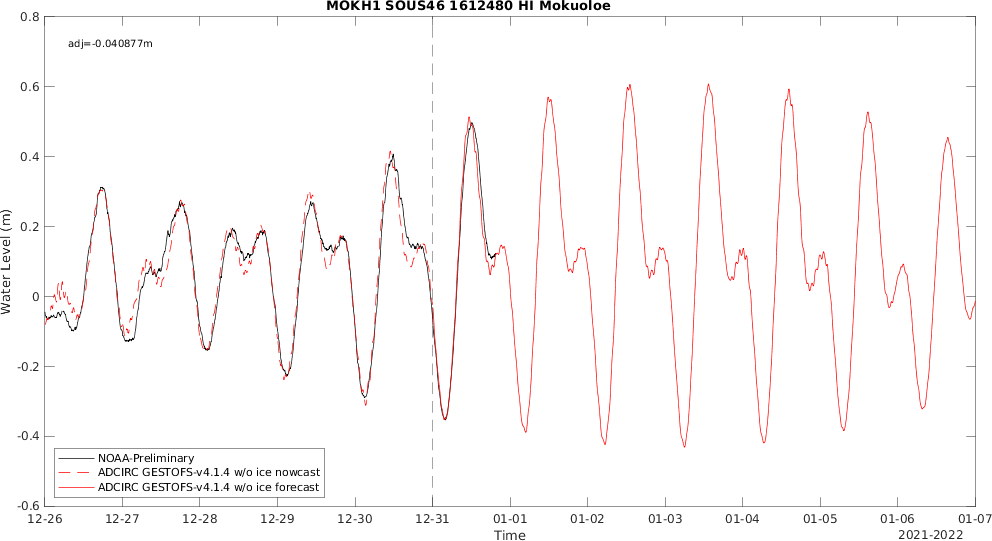 MOKH1 SOUS46 1612480 HI Mokuoloe
adj=-0.040877m
0.8
0.6
0.4
0.2
0
-0.2
-0.4
-0.6
Water Level (m)
NOAA-Preliminary
ADCIRC GESTOFS-v4.1.4 w/o ice nowcast
ADCIRC GESTOFS-v4.1.4 w/o ice forecast
12-26 12-27 12-28 12-29 12-30 12-31 01-01 01-02 01-03 01-04 01-05 01-06 01-07
Time
2021-2022